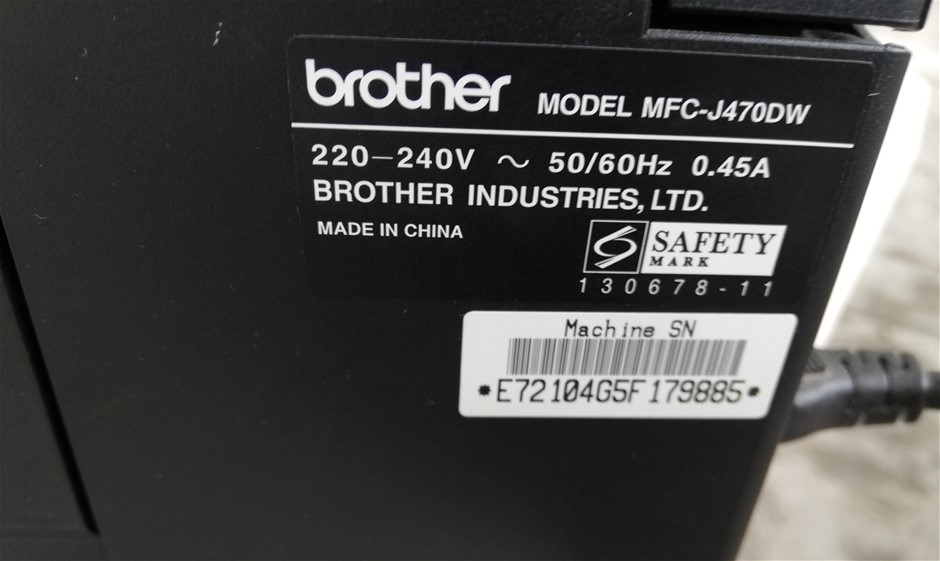 brother MODEL MFC-J470DW
220-240V ~ 50/60Hz 0.45A
BROTHER INDUSTRIES, LTD.
MADE IN CHINA
SAFETY
MARK
130678-11
Machine SN
*E72104G5F179885*